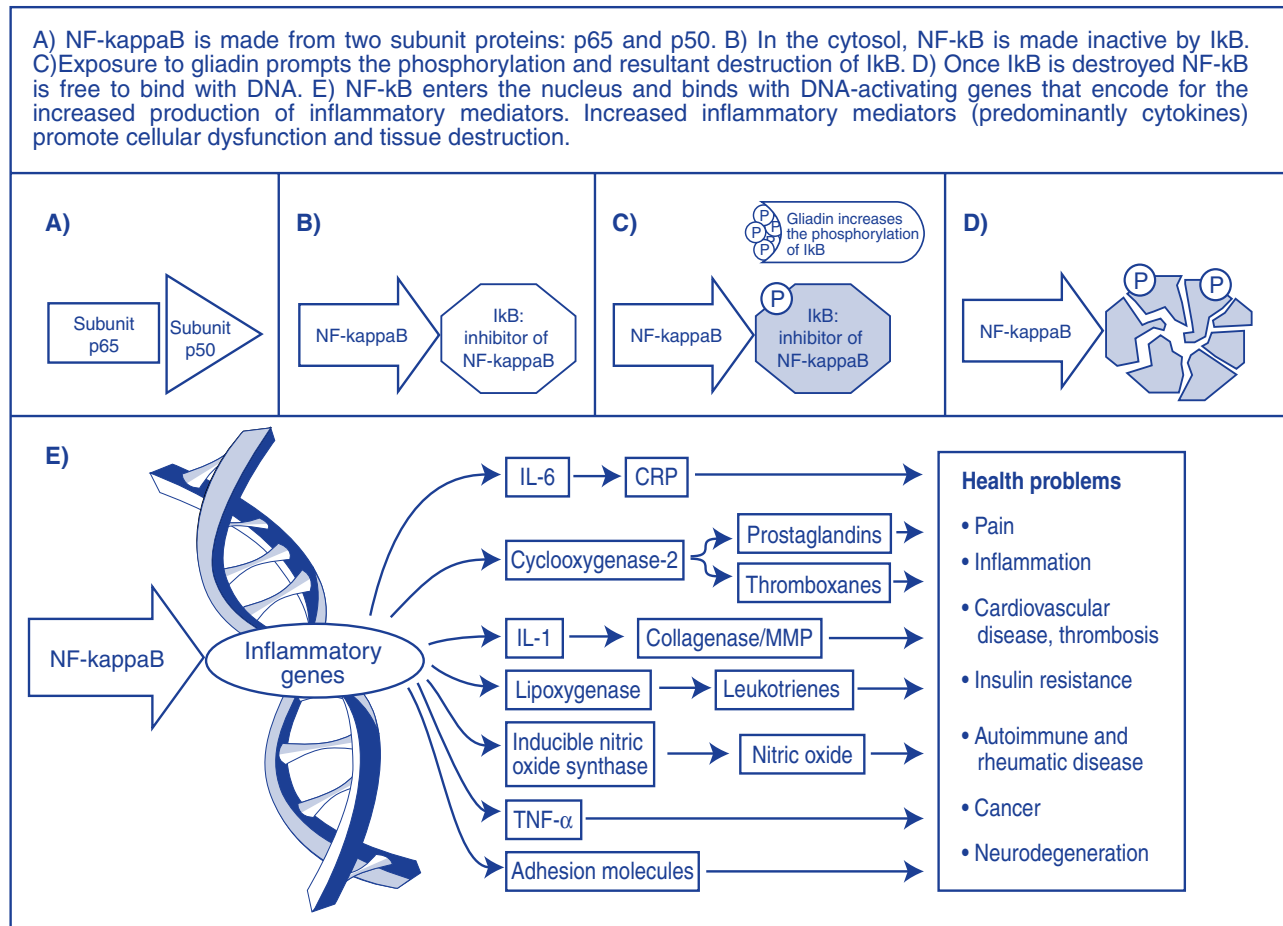 A) NF-kappaB is made from two subunit proteins: p65 and p50. B) In the cytosol, NF-kB is made inactive by IkB.
C)Exposure to gliadin prompts the phosphorylation and resultant destruction of IkB. D) Once IkB is destroyed NF-kB
is free to bind with DNA. E) NF-kB enters the nucleus and binds with DNA-activating genes that encode for the
increased production of inflammatory mediators. Increased inflammatory mediators (predominantly cytokines)
promote cellular dysfunction and tissue destruction.
A)
Subunit
p65
Subunit
p50
B)
NF-kappaB
IkB:
inhibitor of
NF-kappaB
C)
P
P
P
P
Gliadin increases
the phosphorylation
of IkB
NF-kappaB
P
IkB:
inhibitor of
NF-kappaB
D)
NF-kappaB
P
P
E)
NF-kappaB
Inflammatory
genes
IL-6
CRP
Cyclooxygenase-2
Prostaglandins
Thromboxanes
IL-1
Collagenase/MMP
Lipoxygenase
Leukotrienes
Inducible nitric
oxide synthase
Nitric oxide
TNF-α
Adhesion molecules
Health problems
• Pain
• Inflammation
• Cardiovascular
disease, thrombosis
• Insulin resistance
• Autoimmune and
rheumatic disease
• Cancer
• Neurodegeneration